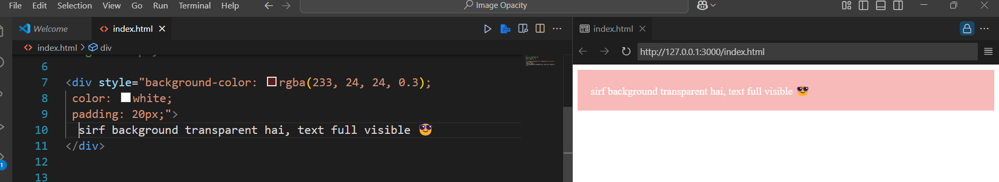 File Edit Selection View Go Run Terminal Help
Image Opacity
Welcome
index.html
index.html
index.html > div
http://127.0.0.1:3000/index.html
6
7 <div style="background-color: rgba(233, 24, 24, 0.3);
8 color: white;
9 padding: 20px;">
10 sirf background transparent hai, text full visible 😎
11 </div>
12
13
1
sirf background transparent hai, text full visible 😎